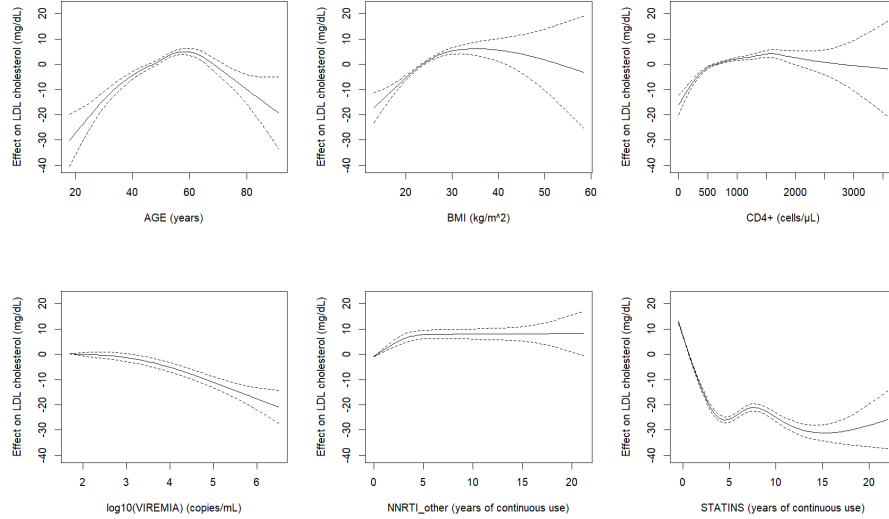 Effect on LDL cholesterol (mg/dL)
20
10
0
-10
-20
-30
-40
20 40 60 80
AGE (years)
Effect on LDL cholesterol (mg/dL)
20
10
0
-10
-20
-30
-40
20 30 40 50 60
BMI (kg/m^2)
Effect on LDL cholesterol (mg/dL)
20
10
0
-10
-20
-30
-40
0 500 1000 2000 3000
CD4+ (cells/µL)
Effect on LDL cholesterol (mg/dL)
20
10
0
-10
-20
-30
-40
2 3 4 5 6
log10(VIREMIA) (copies/mL)
Effect on LDL cholesterol (mg/dL)
20
10
0
-10
-20
-30
-40
0 5 10 15 20
NNRTI_other (years of continuous use)
Effect on LDL cholesterol (mg/dL)
20
10
0
-10
-20
-30
-40
0 5 10 15 20
STATINS (years of continuous use)